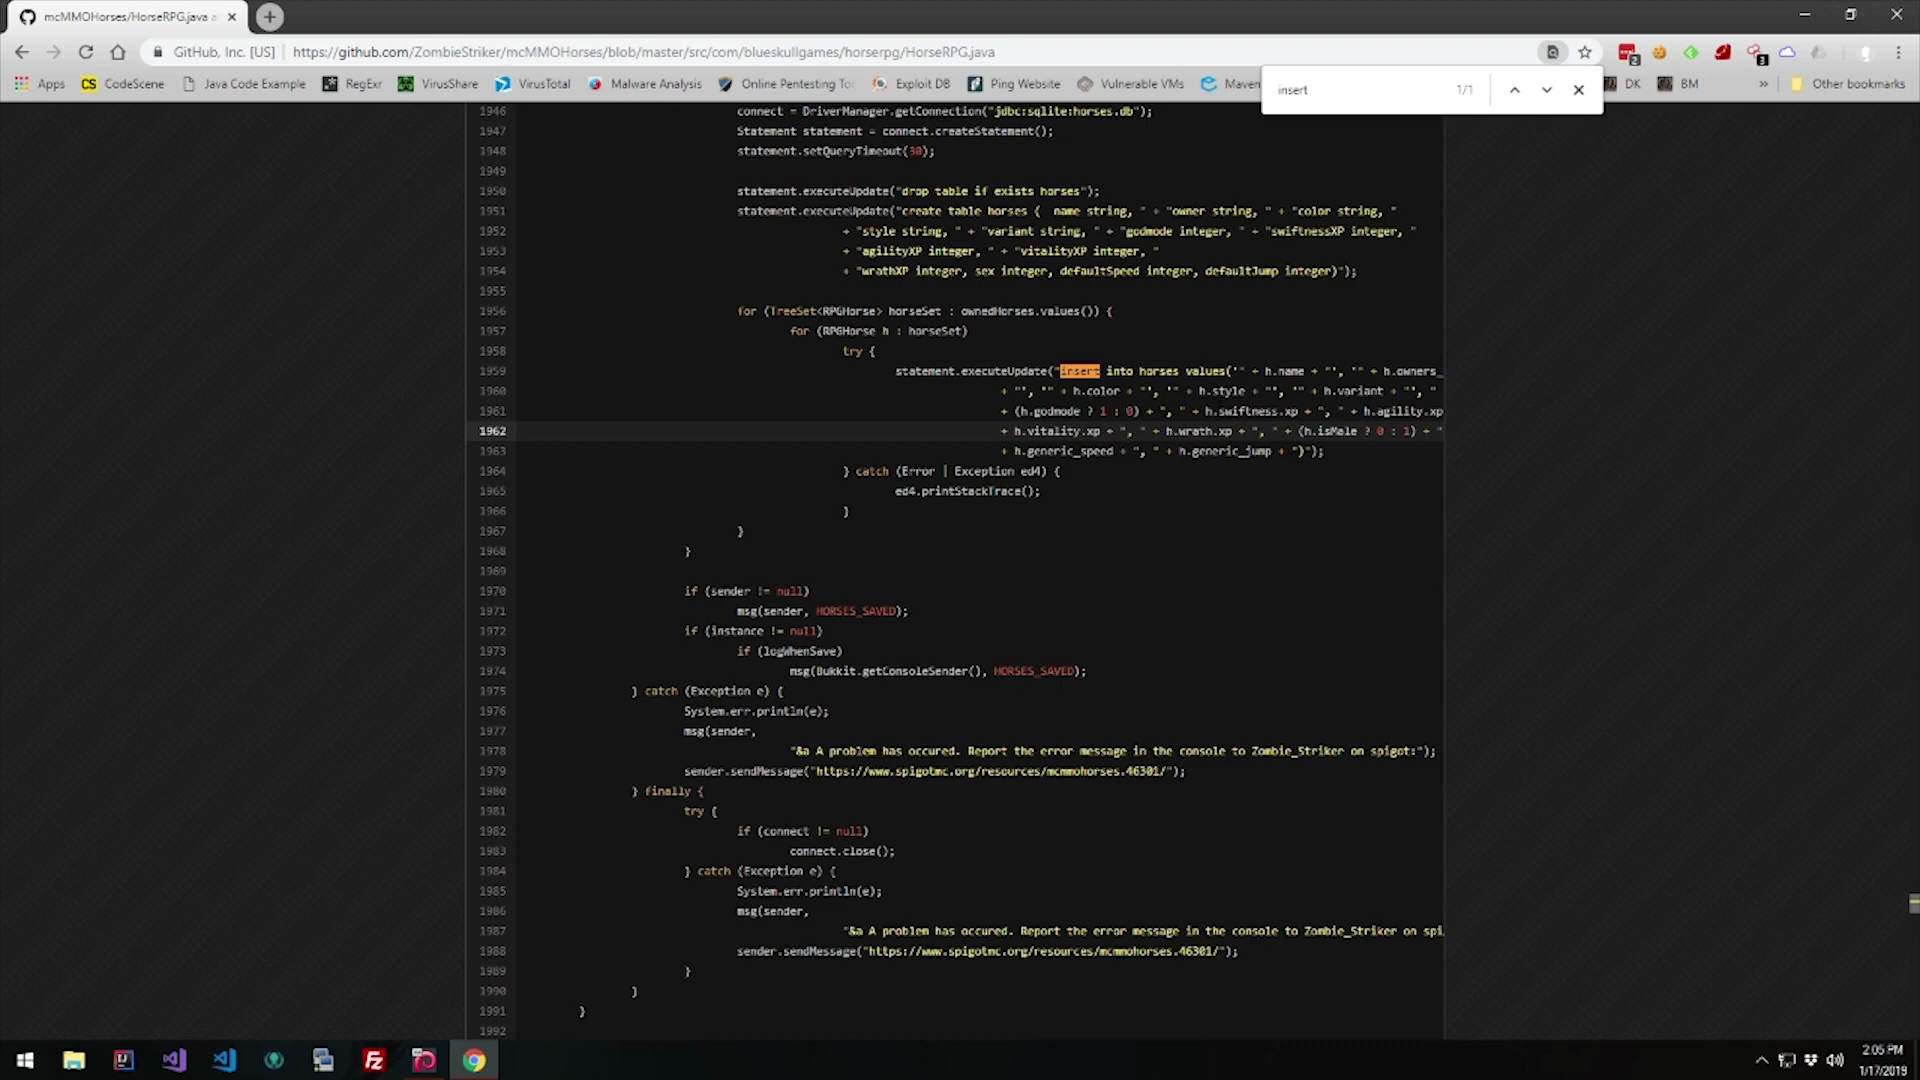 mcMMOHorses/HorseRPG.java a
GitHub, Inc. [US] https://github.com/ZombieStriker/mcMMOHorses/blob/master/src/com/blueskullgames/horserpg/HorseRPG.java
2
3
Apps CS CodeScene Java Code Example RegExr VirusShare VirusTotal Malware Analysis Online Pentesting To Exploit DB Ping Website Vulnerable VMs Maven DK BM » Other bookmarks
insert 1/1
1946 connect = DriverManager.getConnection("jdbc:sqlite:horses.db");
1947 Statement statement = connect.createStatement();
1948 statement.setQueryTimeout(30);
1949
1950 statement.executeUpdate("drop table if exists horses");
1951 statement.executeUpdate("create table horses (  name string, " + "owner string, " + "color string, "
1952 + "style string, " + "variant string, " + "godmode integer, " + "swiftnessXP integer, "
1953 + "agilityXP integer, " + "vitalityXP integer, "
1954 + "wrathXP integer, sex integer, defaultSpeed integer, defaultJump integer)");
1955
1956 for (TreeSet<RPGHorse> horseSet : ownedHorses.values()) {
1957 for (RPGHorse h : horseSet)
1958 try {
1959 statement.executeUpdate("insert into horses values('" + h.name + "', '" + h.owners_
1960 + "', '" + h.color + "', '" + h.style + "', '" + h.variant + "', "
1961 + (h.godmode ? 1 : 0) + ", " + h.swiftness.xp + ", " + h.agility.xp
1962 + h.vitality.xp + ", " + h.wrath.xp + ", " + (h.isMale ? 0 : 1) + "
1963 + h.generic_speed + ", " + h.generic_jump + ")");
1964 } catch (Error | Exception ed4) {
1965 ed4.printStackTrace();
1966 }
1967 }
1968 }
1969
1970 if (sender != null)
1971 msg(sender, HORSES_SAVED);
1972 if (instance != null)
1973 if (logWhenSave)
1974 msg(Bukkit.getConsoleSender(), HORSES_SAVED);
1975 } catch (Exception e) {
1976 System.err.println(e);
1977 msg(sender,
1978 "&a A problem has occured. Report the error message in the console to Zombie_Striker on spigot:");
1979 sender.sendMessage("https://www.spigotmc.org/resources/mcmmohorses.46301/");
1980 } finally {
1981 try {
1982 if (connect != null)
1983 connect.close();
1984 } catch (Exception e) {
1985 System.err.println(e);
1986 msg(sender,
1987 "&a A problem has occured. Report the error message in the console to Zombie_Striker on spi
1988 sender.sendMessage("https://www.spigotmc.org/resources/mcmmohorses.46301/");
1989 }
1990 }
1991 }
1992
2:05 PM
1/17/2019